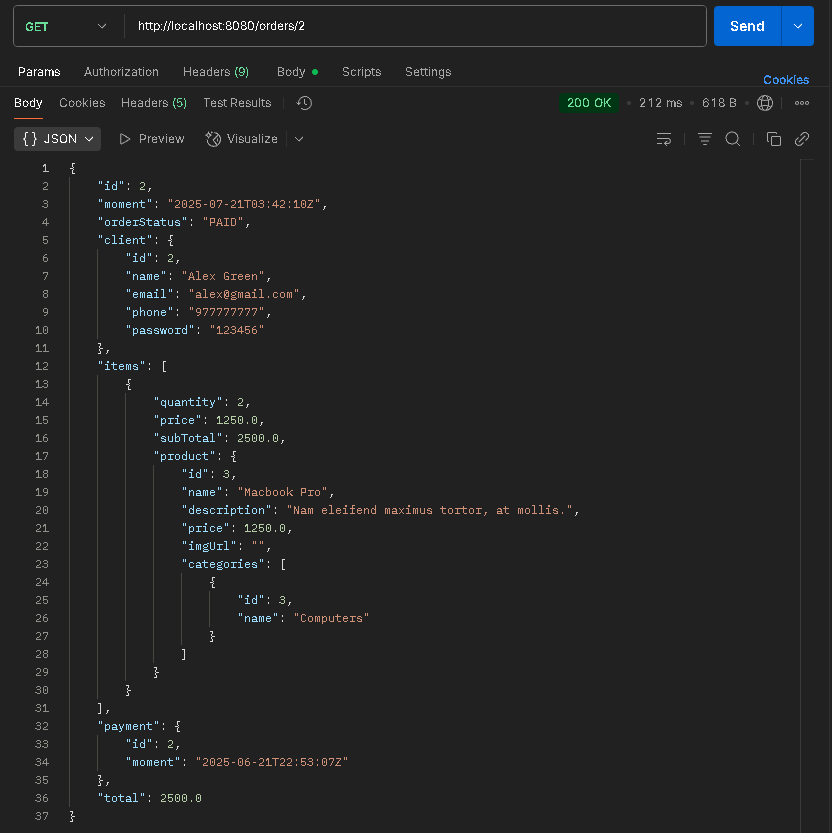 GET http://localhost:8080/orders/2 Send
Params Authorization Headers (9) Body Scripts Settings
Cookies
Body Cookies Headers (5) Test Results 200 OK • 212 ms • 618 B
{} JSON Preview Visualize
1 {
2 "id": 2,
3 "moment": "2025-07-21T03:42:10Z",
4 "orderStatus": "PAID",
5 "client": {
6 "id": 2,
7 "name": "Alex Green",
8 "email": "alex@gmail.com",
9 "phone": "977777777",
10 "password": "123456"
11 },
12 "items": [
13 {
14 "quantity": 2,
15 "price": 1250.0,
16 "subTotal": 2500.0,
17 "product": {
18 "id": 3,
19 "name": "Macbook Pro",
20 "description": "Nam eleifend maximus tortor, at mollis.",
21 "price": 1250.0,
22 "imgUrl": "",
23 "categories": [
24 {
25 "id": 3,
26 "name": "Computers"
27 }
28 ]
29 }
30 }
31 ],
32 "payment": {
33 "id": 2,
34 "moment": "2025-06-21T22:53:07Z"
35 },
36 "total": 2500.0
37 }